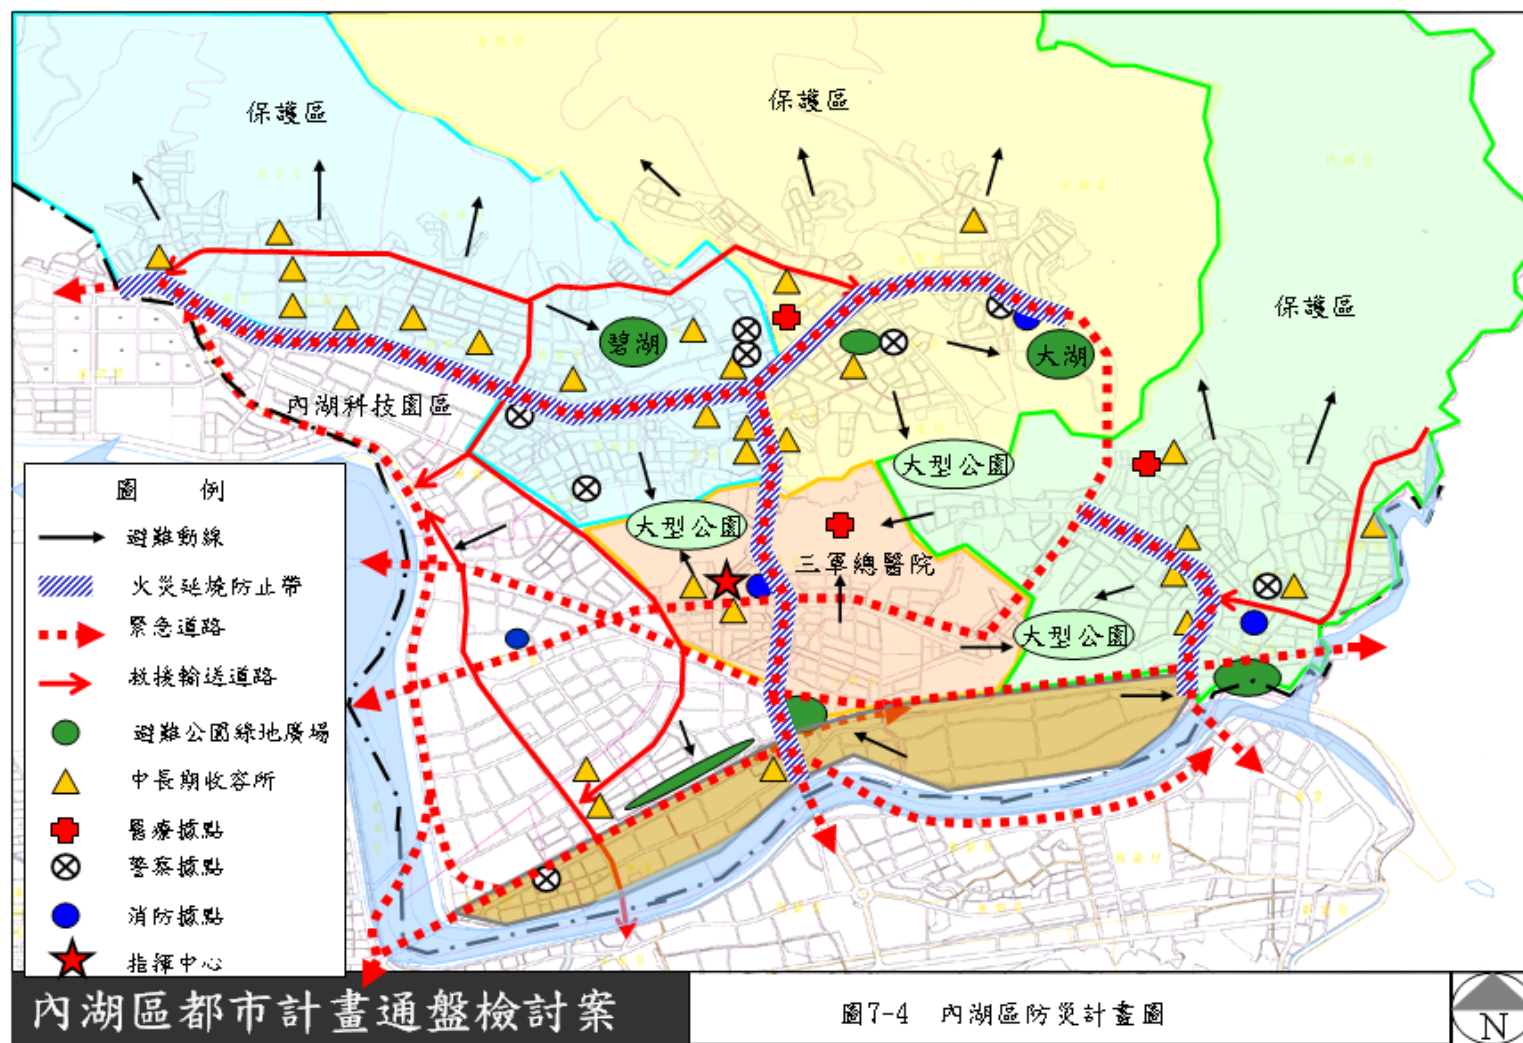 保護區
保護區
保護區
碧湖
大湖
內湖科技園區
大型公園
大型公園
三軍總醫院
大型公園
圖 例
避難動線
火災延燒防止帶
緊急道路
救援輸送道路
避難公園綠地廣場
中長期收容所
醫療據點
警察據點
消防據點
指揮中心
內湖區都市計畫通盤檢討案
圖7-4 內湖區防災計畫圖
N